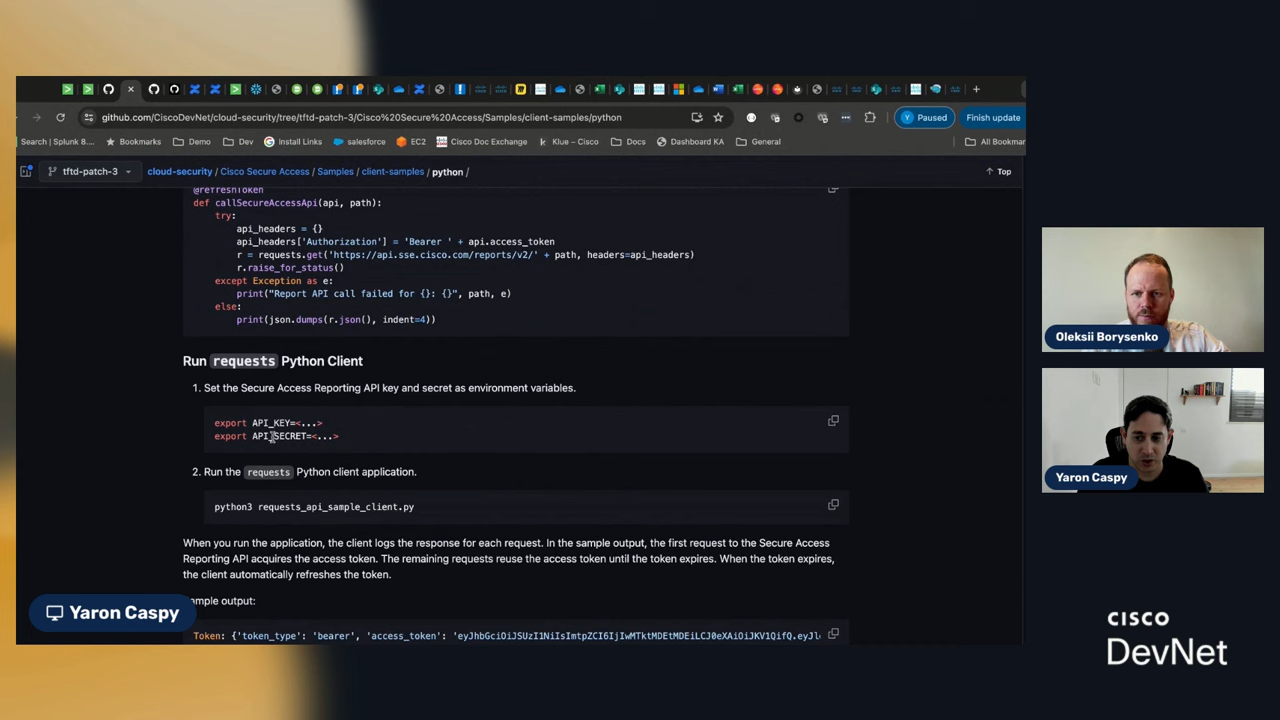 github.com/CiscoDevNet/cloud-security/tree/tftd-patch-3/Cisco%20Secure%20Access/Samples/client-samples/python
Paused
Finish update
Search | Splunk 8....
Bookmarks
Demo
Dev
Install Links
salesforce
EC2
Cisco Doc Exchange
Klue – Cisco
Docs
Dashboard KA
General
All Bookmar
tftd-patch-3
cloud-security / Cisco Secure Access / Samples / client-samples / python /
Top
@refreshToken
def callSecureAccessApi(api, path):
try:
api_headers = {}
api_headers['Authorization'] = 'Bearer ' + api.access_token
r = requests.get('https://api.sse.cisco.com/reports/v2/' + path, headers=api_headers)
r.raise_for_status()
except Exception as e:
print("Report API call failed for {}: {}", path, e)
else:
print(json.dumps(r.json(), indent=4))
Run requests Python Client
1. Set the Secure Access Reporting API key and secret as environment variables.
export API_KEY=<...>
export API_SECRET=<...>
2. Run the requests Python client application.
python3 requests_api_sample_client.py
When you run the application, the client logs the response for each request. In the sample output, the first request to the Secure Access
Reporting API acquires the access token. The remaining requests reuse the access token until the token expires. When the token expires,
the client automatically refreshes the token.
ample output:
Token: {'token_type': 'bearer', 'access_token':
Yaron Caspy
Oleksii Borysenko
Yaron Caspy
CISCO
DevNet